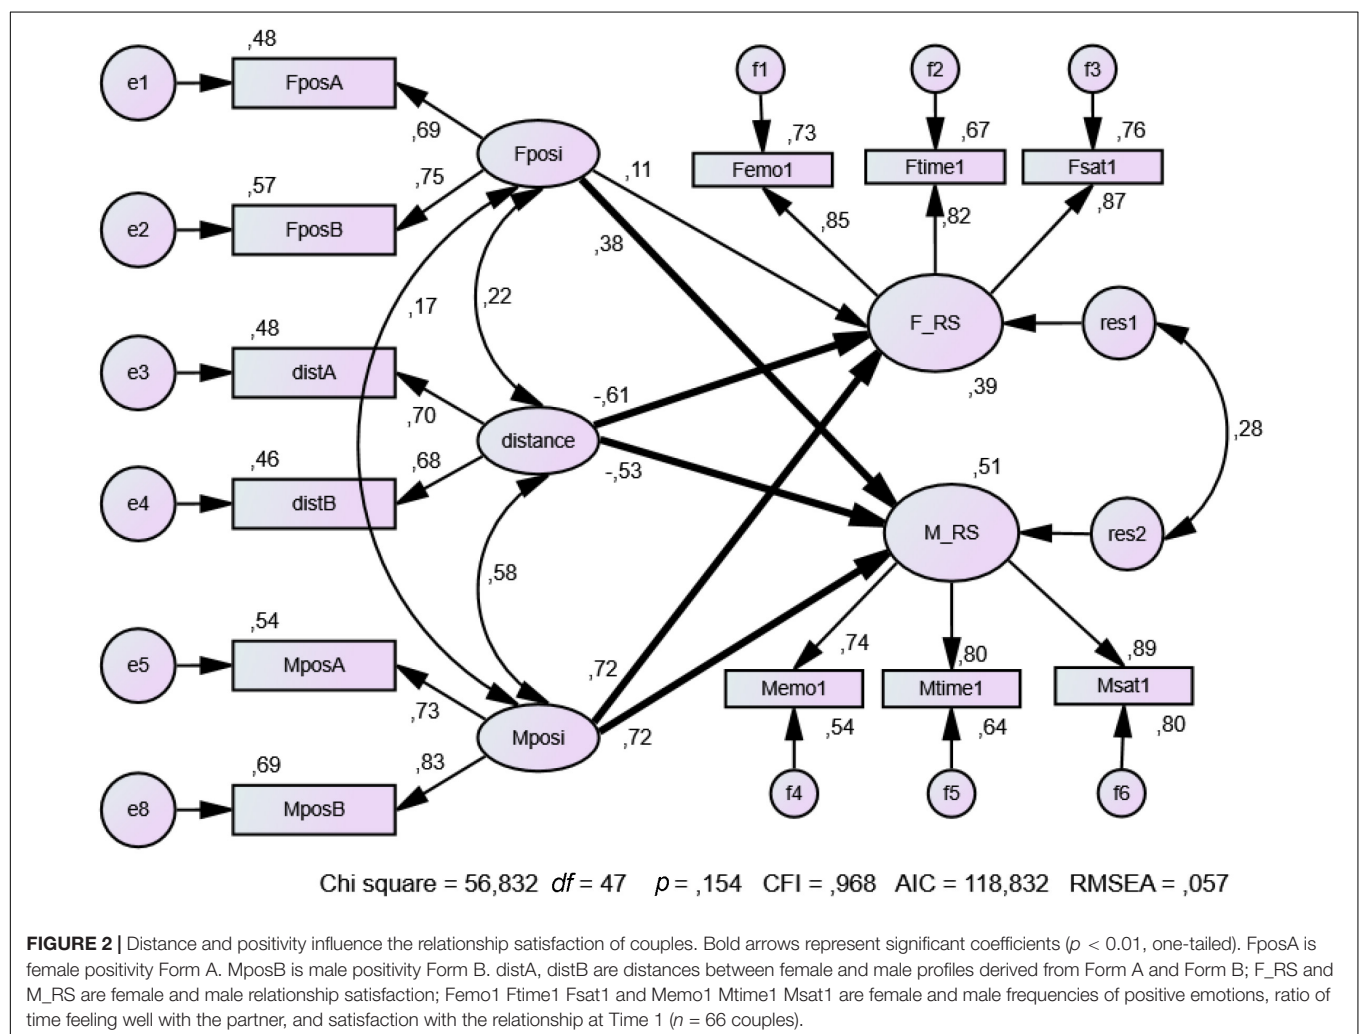 ,48
e1
FposA
,69
,57
e2
FposB
,75
Fposi
,11
,38
,17
,22
,48
e3
distA
,70
,46
e4
distB
,68
distance
-,61
-,53
,58
,54
e5
MposA
,73
,69
e8
MposB
,83
Mposi
,72
,72
f1
f2
f3
,73
,67
,76
Femo1
Ftime1
Fsat1
,85
,82
,87
F_RS
res1
,39
,28
,51
M_RS
res2
,74
,80
,89
Memo1
Mtime1
Msat1
,54
,64
,80
f4
f5
f6
Chi square = 56,832 df = 47 p = ,154 CFI = ,968 AIC = 118,832 RMSEA = ,057
FIGURE 2 | Distance and positivity influence the relationship satisfaction of couples. Bold arrows represent significant coefficients (p < 0.01, one-tailed). FposA is
female positivity Form A. MposB is male positivity Form B. distA, distB are distances between female and male profiles derived from Form A and Form B; F_RS and
M_RS are female and male relationship satisfaction; Femo1 Ftime1 Fsat1 and Memo1 Mtime1 Msat1 are female and male frequencies of positive emotions, ratio of
time feeling well with the partner, and satisfaction with the relationship at Time 1 (n = 66 couples).